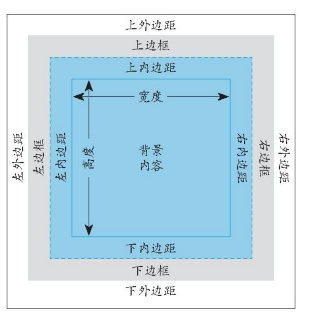 上外边距
上边框
上内边距
宽度
左外边距
左边框
左内边距
高度
背景
内容
右内边距
右边框
右外边距
下内边距
下边框
下外边距